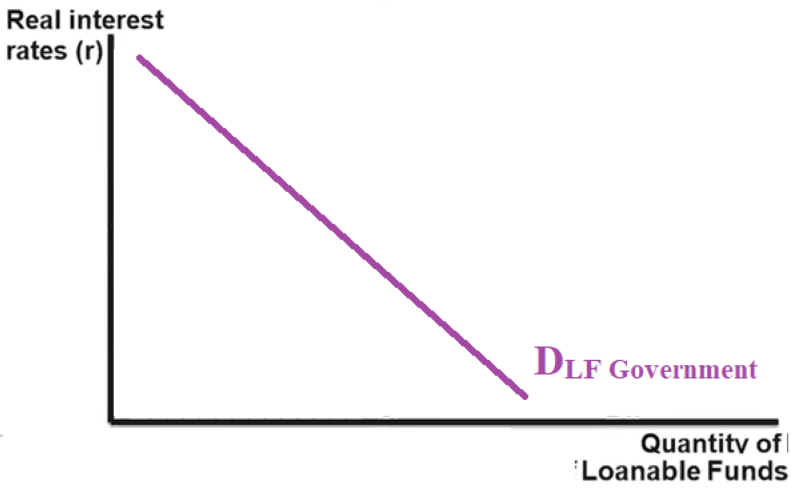 Real interest
rates (r)
DLF Government
Quantity of
Loanable Funds